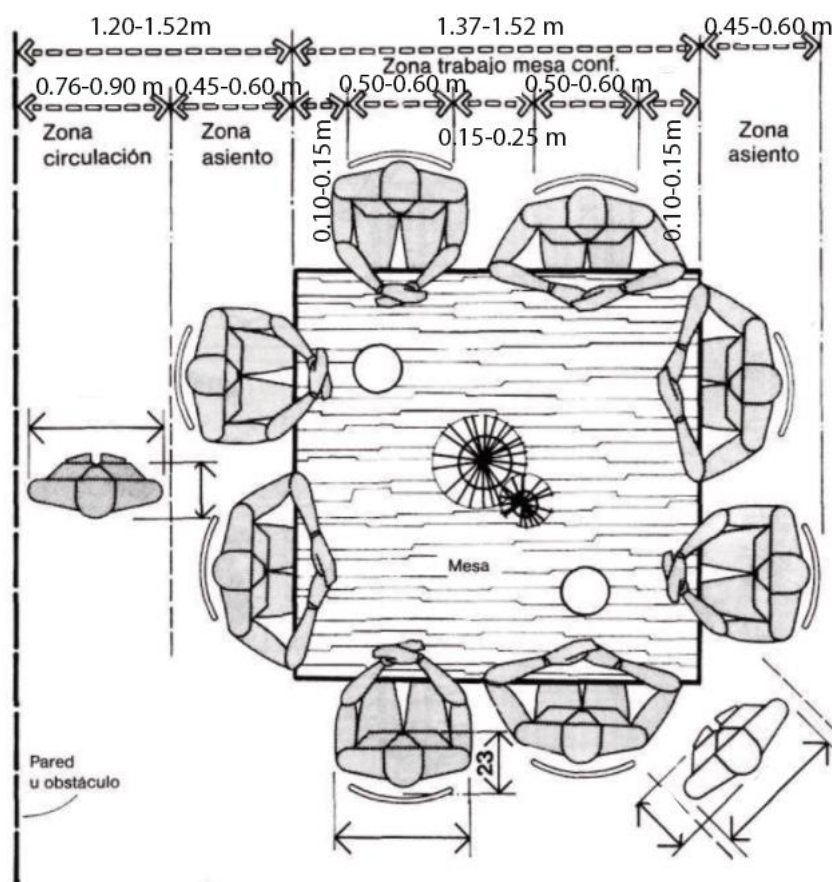 1.20-1.52m
1.37-1.52 m
0.45-0.60 m
Zona trabajo mesa conf.
0.76-0.90 m
0.45-0.60 m
0.50-0.60 m
0.50-0.60 m
0.15-0.25 m
Zona
circulación
Zona
asiento
0.10-0.15 m
0.10-0.15 m
Zona
asiento
Mesa
Pared
u obstáculo
23